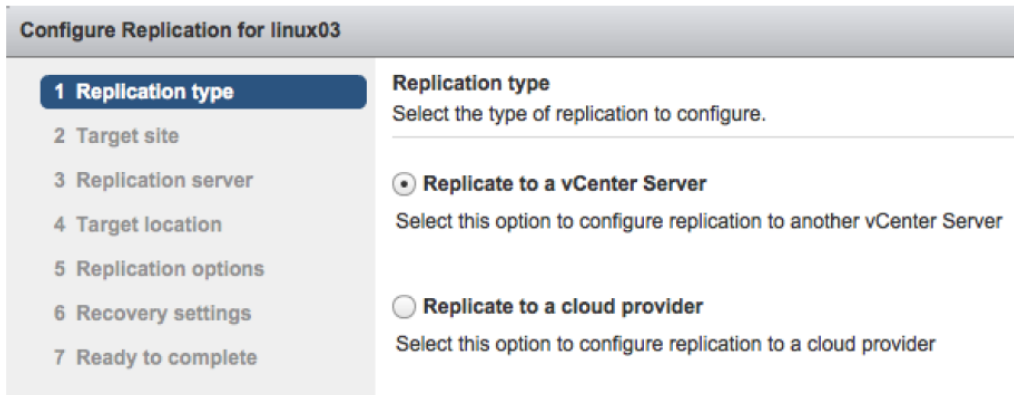 Configure Replication for linux03
1 Replication type
2 Target site
3 Replication server
4 Target location
5 Replication options
6 Recovery settings
7 Ready to complete
Replication type
Select the type of replication to configure.
Replicate to a vCenter Server
Select this option to configure replication to another vCenter Server
Replicate to a cloud provider
Select this option to configure replication to a cloud provider